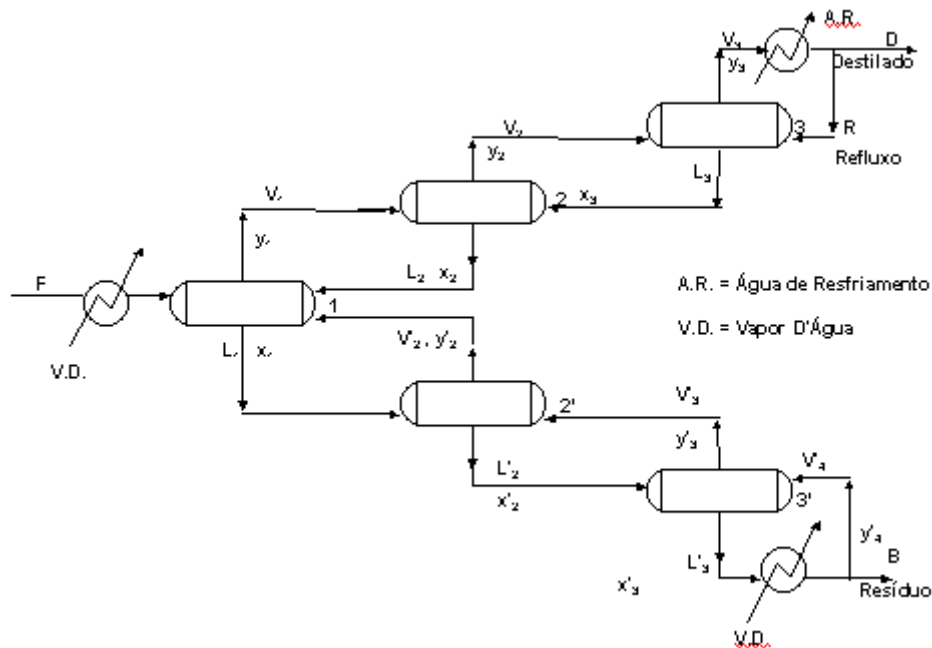 A.R.
V₃ D
y₃ Destilado
V₂ 3 R
y₂ Refluxo
L₃
V₁ 2 x₃
y₁
F L₂ x₂ A.R. = Água de Resfriamento
1
L₁ x₁ V'₂ , y'₂ V.D. = Vapor D'Água
V.D.
2' V'₃
y'₃
L'₂ V'₄
x'₂ 3'
y'₄
L'₃ B
x'₃ Resíduo
V.D.